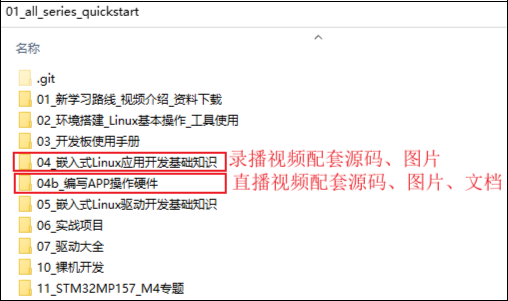 01_all_series_quickstart
名称
.git
01_新学习路线_视频介绍_资料下载
02_环境搭建_Linux基本操作_工具使用
03_开发板使用手册
04_嵌入式Linux应用开发基础知识 录播视频配套源码、图片
04b_编写APP操作硬件 直播视频配套源码、图片、文档
05_嵌入式Linux驱动开发基础知识
06_实战项目
07_驱动大全
10_裸机开发
11_STM32MP157_M4专题